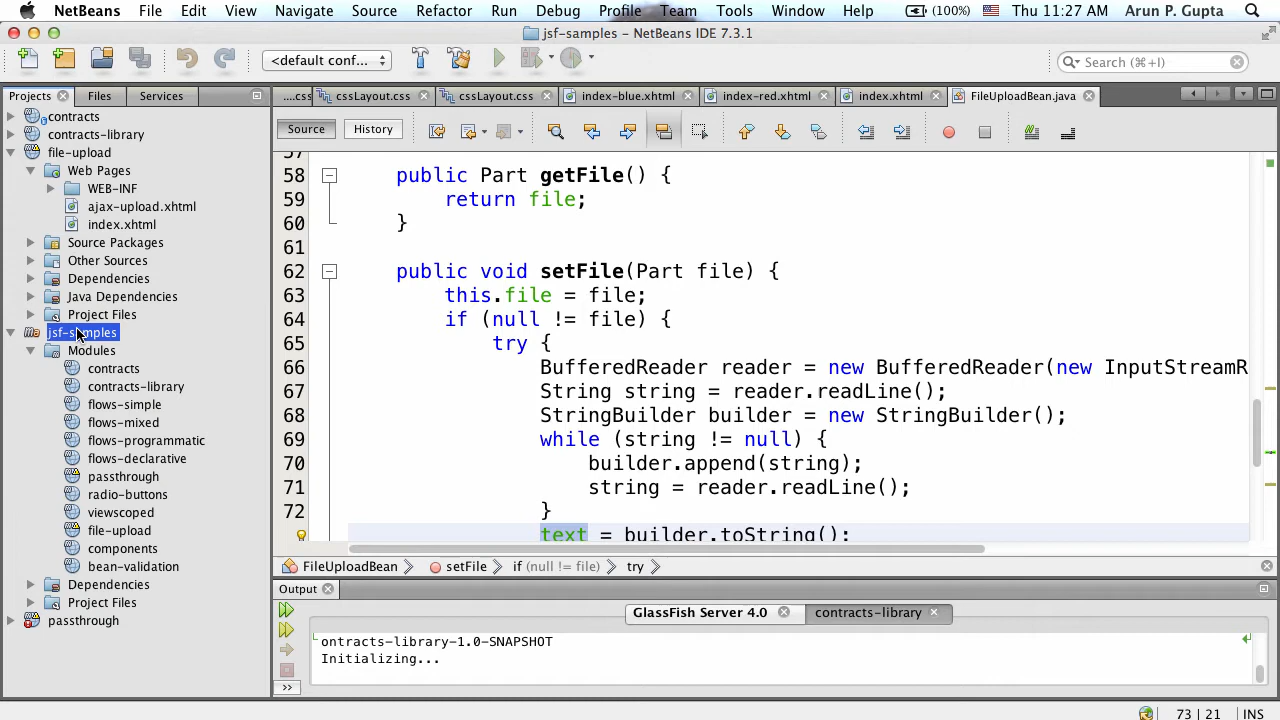 NetBeans File Edit View Navigate Source Refactor Run Debug Profile Team Tools Window Help (100%) Thu 11:27 AM Arun P. Gupta
jsf-samples – NetBeans IDE 7.3.1
<default conf...
Search (⌘+I)
Projects Files Services
....css cssLayout.css cssLayout.css index-blue.xhtml index-red.xhtml index.xhtml FileUploadBean.java
Source History
contracts
contracts-library
file-upload
Web Pages
WEB-INF
ajax-upload.xhtml
index.xhtml
Source Packages
Other Sources
Dependencies
Java Dependencies
Project Files
jsf-samples
Modules
contracts
contracts-library
flows-simple
flows-mixed
flows-programmatic
flows-declarative
passthrough
radio-buttons
viewscoped
file-upload
components
bean-validation
Dependencies
Project Files
passthrough
57
58 public Part getFile() {
59 return file;
60 }
61
62 public void setFile(Part file) {
63 this.file = file;
64 if (null != file) {
65 try {
66 BufferedReader reader = new BufferedReader(new InputStreamR
67 String string = reader.readLine();
68 StringBuilder builder = new StringBuilder();
69 while (string != null) {
70 builder.append(string);
71 string = reader.readLine();
72 }
text = builder.toString();
FileUploadBean setFile if (null != file) try
Output
GlassFish Server 4.0 contracts-library
ontracts-library-1.0-SNAPSHOT
Initializing...
>>
73 | 21 INS